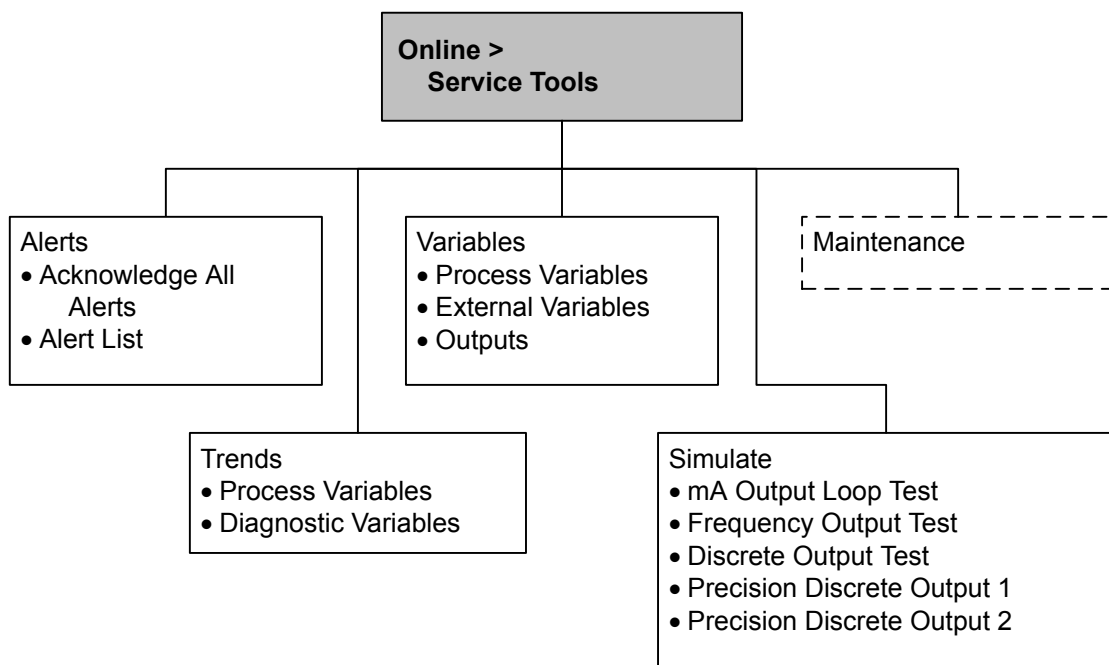 Online >
Service Tools
Alerts
• Acknowledge All
Alerts
• Alert List
Variables
• Process Variables
• External Variables
• Outputs
Maintenance
Trends
• Process Variables
• Diagnostic Variables
Simulate
• mA Output Loop Test
• Frequency Output Test
• Discrete Output Test
• Precision Discrete Output 1
• Precision Discrete Output 2